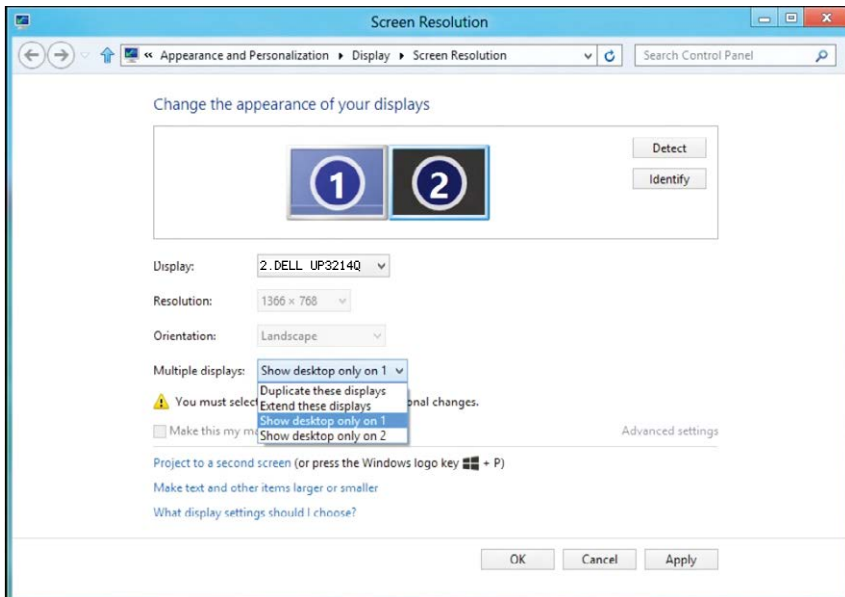 Screen Resolution
« Appearance and Personalization ▸ Display ▸ Screen Resolution
Search Control Panel
Change the appearance of your displays
1
2
Detect
Identify
Display:
2.DELL UP3214Q
Resolution:
1366 × 768
Orientation:
Landscape
Multiple displays:
Show desktop only on 1
Duplicate these displays
You must select
Extend these displays
onal changes.
Show desktop only on 1
Make this my m
Show desktop only on 2
Advanced settings
Project to a second screen (or press the Windows logo key + P)
Make text and other items larger or smaller
What display settings should I choose?
OK
Cancel
Apply